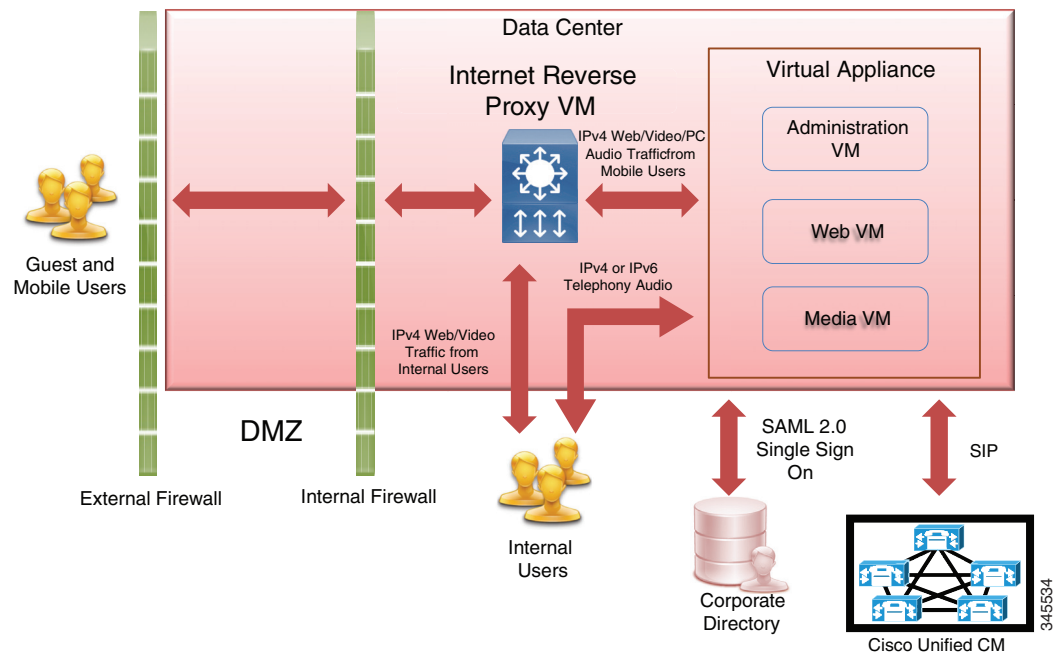 Data Center
Internet Reverse
Proxy VM
Virtual Appliance
IPv4 Web/Video/PC
Audio Trafficfrom
Mobile Users
Administration
VM
Web VM
Media VM
Guest and
Mobile Users
IPv4 or IPv6
Telephony Audio
IPv4 Web/Video
Traffic from
Internal Users
DMZ
External Firewall
Internal Firewall
Internal
Users
SAML 2.0
Single Sign
On
SIP
Corporate
Directory
Cisco Unified CM
345534